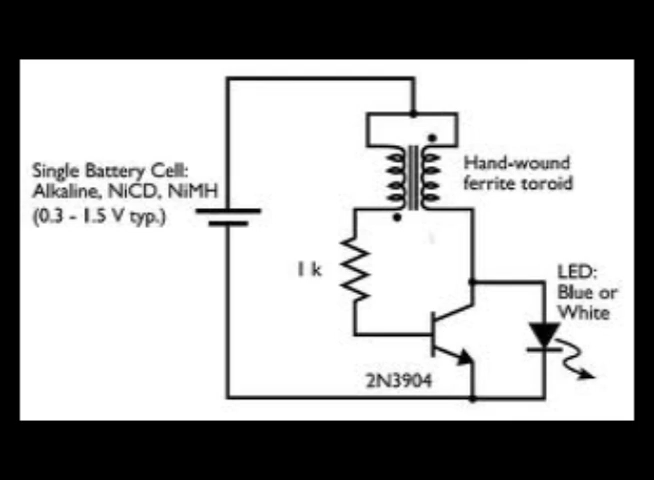 Single Battery Cell:
Alkaline, NiCD, NiMH
(0.3 - 1.5 V typ.)
Hand-wound
ferrite toroid
1 k
LED:
Blue or
White
2N3904